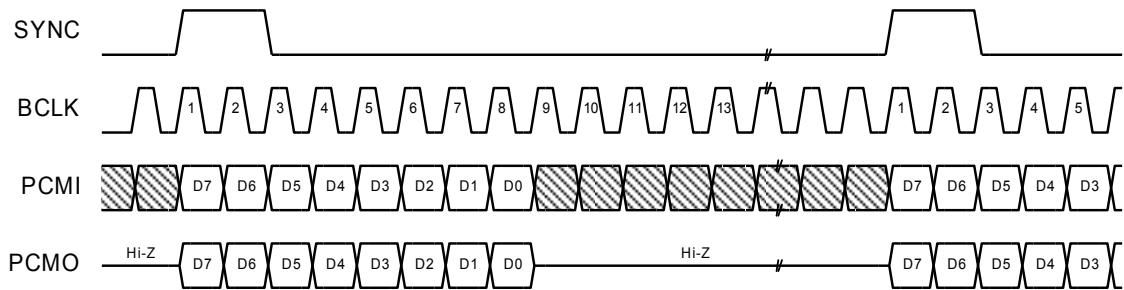 SYNC
BCLK 1 2 3 4 5 6 7 8 9 10 11 12 13 1 2 3 4 5
PCMI D7 D6 D5 D4 D3 D2 D1 D0 D7 D6 D5 D4 D3
PCMO Hi-Z D7 D6 D5 D4 D3 D2 D1 D0 Hi-Z D7 D6 D5 D4 D3